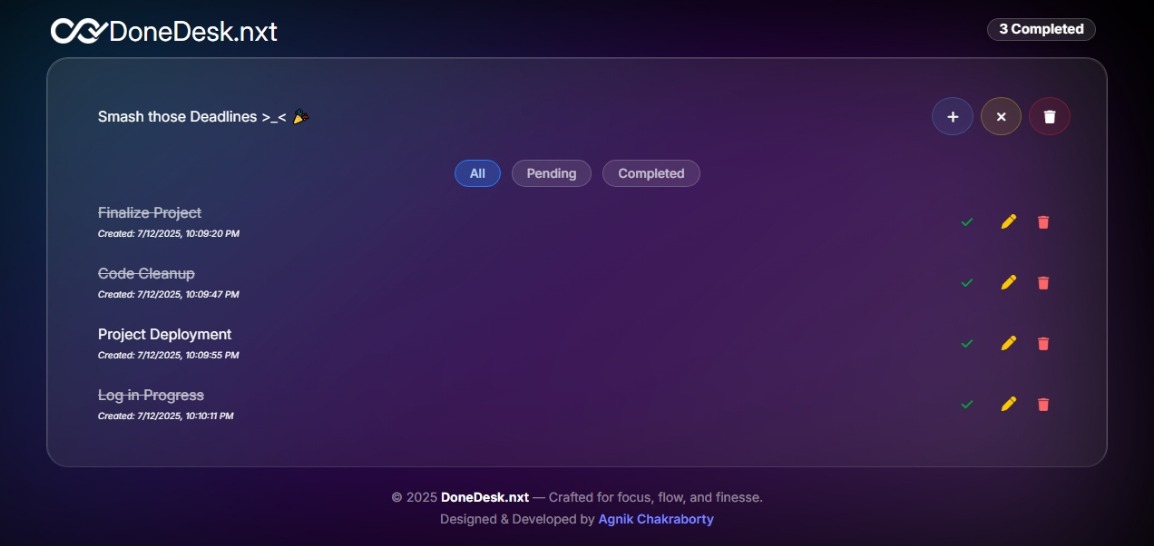 DoneDesk.nxt
3 Completed
Smash those Deadlines >_< 🎉
All
Pending
Completed
Finalize Project
Created: 7/12/2025, 10:09:20 PM
Code Cleanup
Created: 7/12/2025, 10:09:47 PM
Project Deployment
Created: 7/12/2025, 10:09:55 PM
Log in Progress
Created: 7/12/2025, 10:10:11 PM
© 2025 DoneDesk.nxt — Crafted for focus, flow, and finesse.
Designed & Developed by Agnik Chakraborty